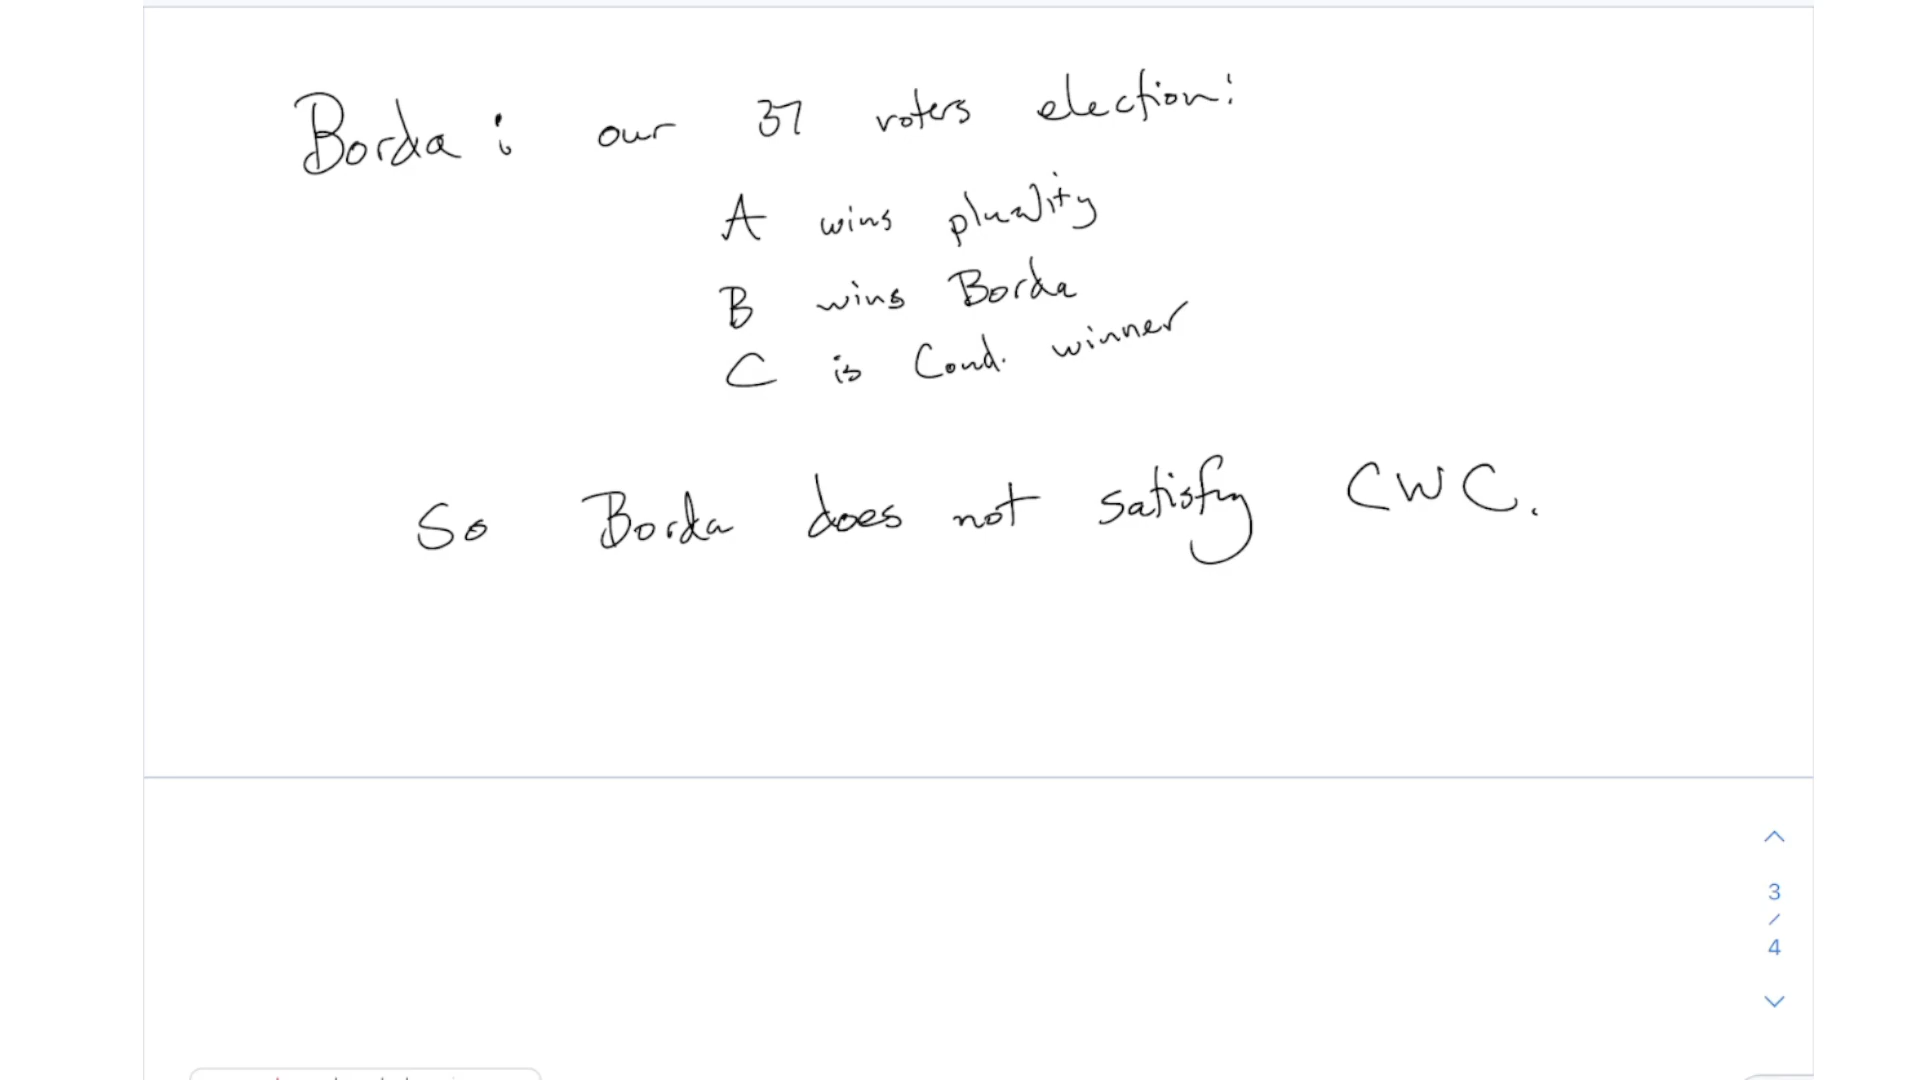 Borda: our 37 voters election:
A wins plurality
B wins Borda
C is Cond. winner
So Borda does not satisfy CWC.
3
/
4